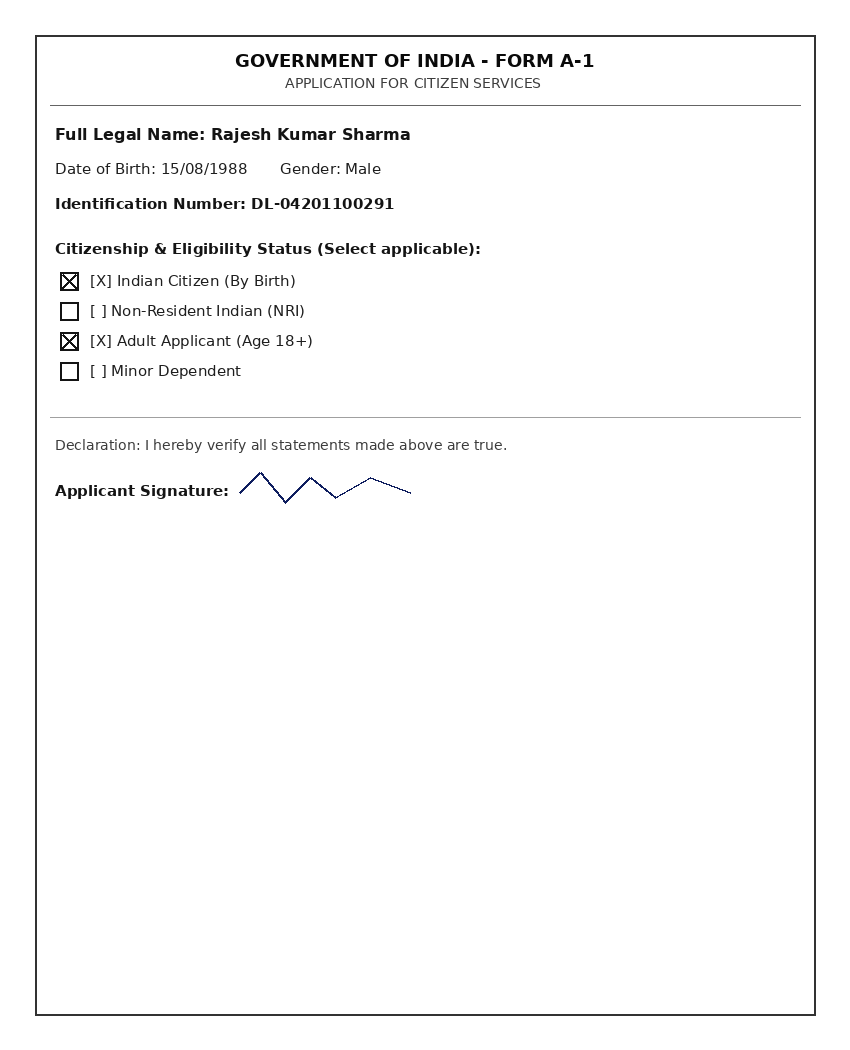 GOVERNMENT OF INDIA - FORM A-1
APPLICATION FOR CITIZEN SERVICES
Full Legal Name: Rajesh Kumar Sharma
Date of Birth: 15/08/1988 Gender: Male
Identification Number: DL-04201100291
Citizenship & Eligibility Status (Select applicable):
[X] Indian Citizen (By Birth)
[ ] Non-Resident Indian (NRI)
[X] Adult Applicant (Age 18+)
[ ] Minor Dependent
Declaration: I hereby verify all statements made above are true.
Applicant Signature: